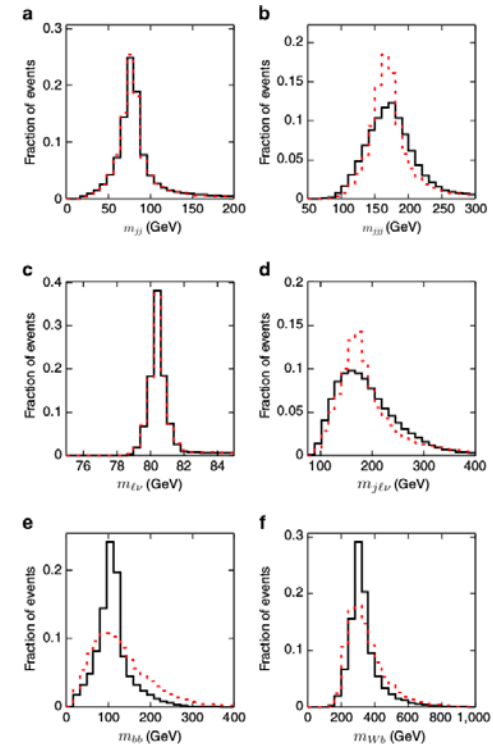 a
b
Fraction of events
0.3
0.2
0.1
0
0 50 100 150 200
m_jj (GeV)
Fraction of events
0.2
0.15
0.1
0.05
0
50 100 150 200 250 300
m_jjj (GeV)
c
d
Fraction of events
0.4
0.3
0.2
0.1
0
76 78 80 82 84
m_ℓν (GeV)
Fraction of events
0.2
0.15
0.1
0.05
0
100 200 300 400
m_jℓν (GeV)
e
f
Fraction of events
0.3
0.2
0.1
0
0 100 200 300 400
m_bb (GeV)
Fraction of events
0.3
0.2
0.1
0
0 200 400 600 800 1,000
m_Wb (GeV)